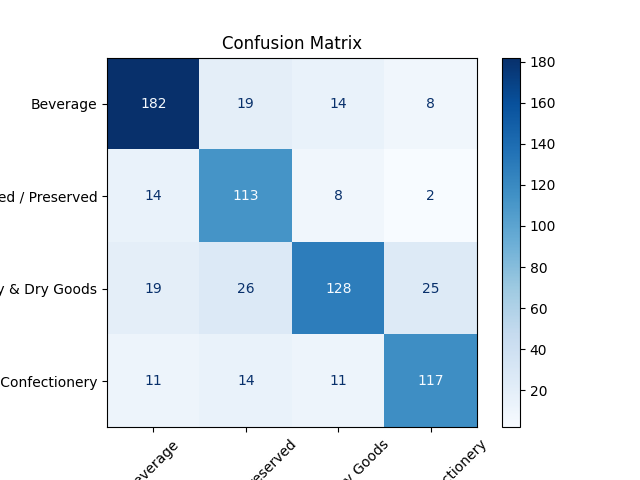 Confusion Matrix
Beverage 182 19 14 8
ed / Preserved 14 113 8 2
y & Dry Goods 19 26 128 25
Confectionery 11 14 11 117
everage eserved y Goods ctionery
180
160
140
120
100
80
60
40
20